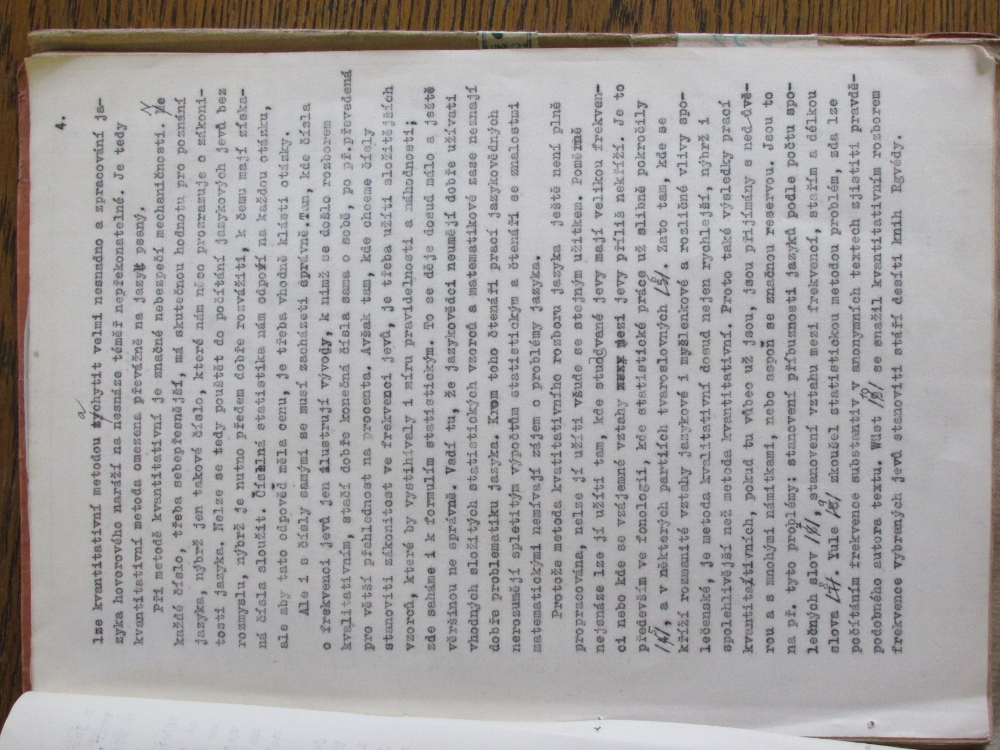 4.
lze kvantitativní metodou zachytit velmi nesnadno a zpracování ja-
zyka hovorového naráží na nesnáze téměř nepřekonatelné. Je tedy
kvantitativní metoda omezena převážně na jazyk psaný.
Při metodě kvantitativní je značné nebezpečí mechaničnosti. Ne
každé číslo, třeba sebepřesnější, má skutečnou hodnotu pro poznání
jazyka, nýbrž jen takové číslo, které nám něco prozrazuje o zákoni-
tosti jazyka. Nelze se tedy pouštět do počítání jazykových jevů bez
rozmyslu, nýbrž je nutno předem dobře rozvážiti, k čemu mají získa-
ná čísla sloužit. Číselná statistika nám odpoví na každou otázku,
ale aby tato odpověď měla cenu, je třeba vhodně klásti otázky.
Ale i s čísly samými se musí zacházeti správně.Tan, kde čísla
o frekvenci jevů jen ilustrují vývody, k nimž se došlo rozborem
kvalitativním, stačí dobře konečná čísla sama o sobě, po př.převedená
pro větší přehlednost na procenta. Avšak tam, kde chceme čísly
stanoviti zákonitost ve frekvenci jevů, je třeba užíti složitějších
vzorců, které by vystihivaly i míru pravidelnosti a náhodnosti;
zde saháme i k formulím statistickým. To se děje dosud málo a ještě
věršinou ne správně. Vadí tu, že jazykovědci neumějí dobře užívati
vhodných složitých statistických vzorců a matematikové zase neznají
dobře problematiku jazyka. Krom toho čtenáři prací jazykovědných
nerozumějí spletitým výpočtům statistickým a čtenáři se znalostmi
matematickými nemívají zájem o problémy jazyka.
Protože metoda kvatitativního rozboru jazyka ještě není plně
propracována, nelze jí užíti všude se stejným užitkem. Poměrně
nejsnáze lze jí užíti tam, kde studované jevy mají velikou frekven-
ci nebo kde se vzájemné vztahy mezi jevy příliš nekříží. Je to
především ve fonologii, kde statistické práce už slibně pokročily
/5/, a v některých partiích tvaroslovných /6/. Zato tam, kde se
kříží rozmanité vztahy jazykové i myšlenkové a rozličné vlivy spo-
lečenské, je metoda kvalitativní dosud nejen rychlejší, nýbrž i
spolehlivější než metoda kvantitativní. Proto také výsledky prací
kvantitativních, pokud tu vůbec už jsou, jsou přijímány s nedůvě-
rou a s mnohými námitkami, nebo aspoň se značnou reservou. Jsou to
na př. tyto problémy: stanovení příbuznosti jazyků podle počtu spo-
lečných slov /7/, stanovení vztahu mezi frekvencí, stařím a délkou
slova /8/. Yule /9/ zkoušel statistickou metodou problém, zda lze
počítáním frekvence substantiv v anonymních textech zjistiti pravdě-
podobného autora textu. Wüst /10/ se snažil kvantitativním rozborem
frekvence vybraných jevů stanoviti stáří desíti knih Rgvédy.